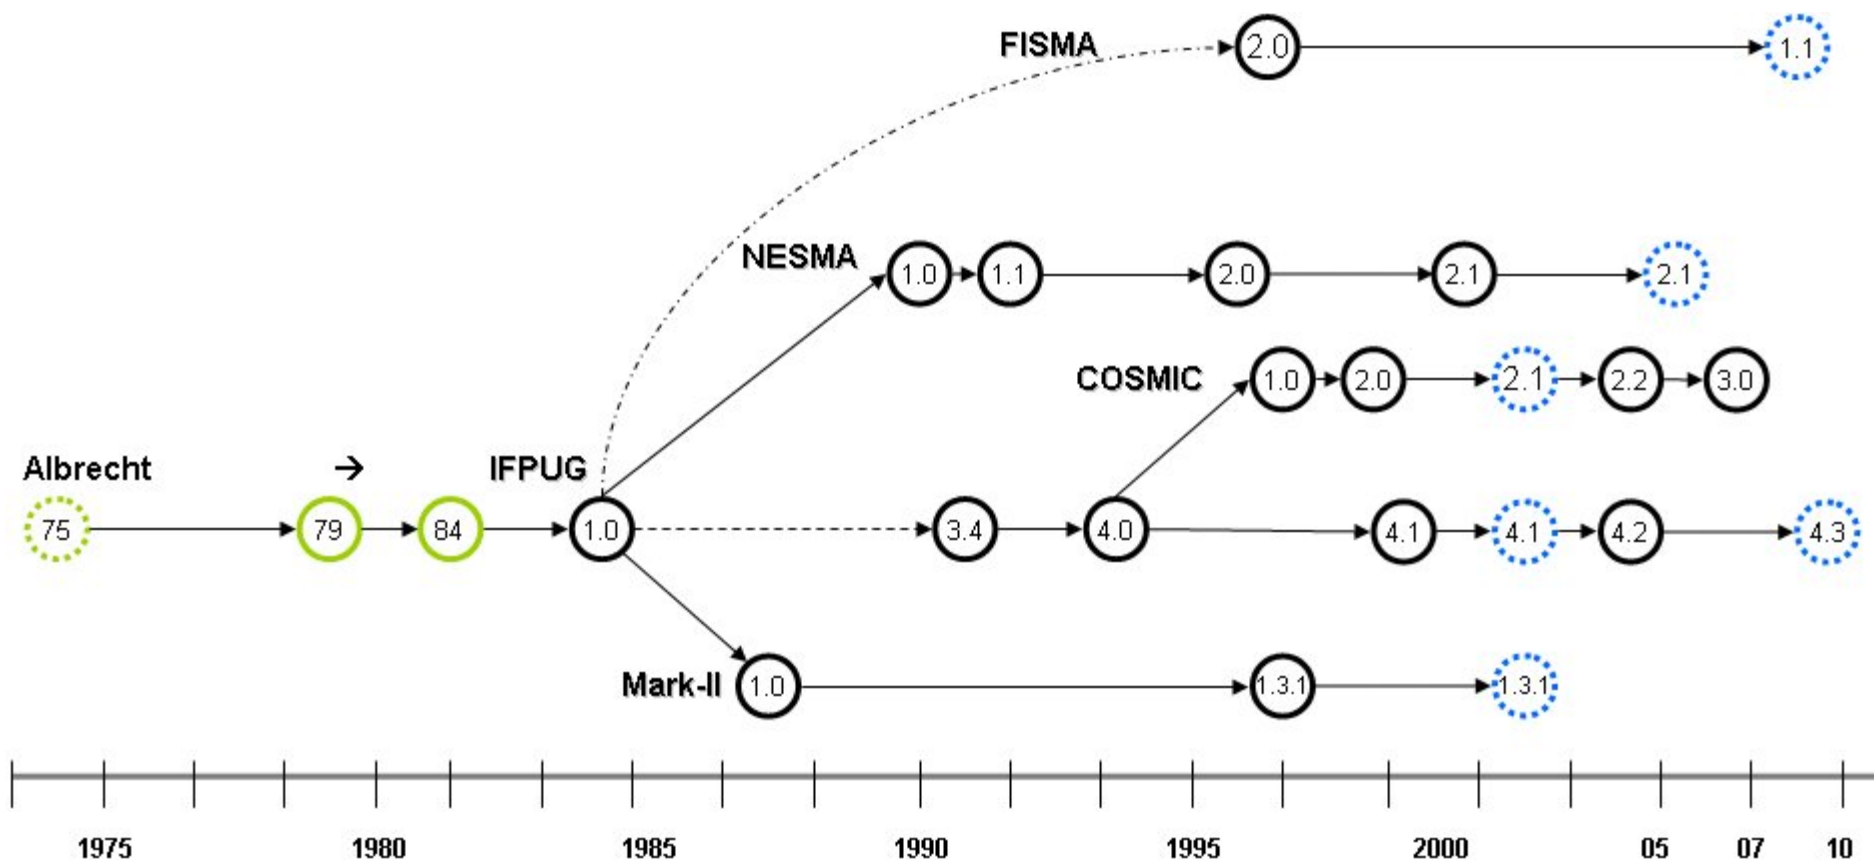 FISMA 2.0 1.1
NESMA 1.0 1.1 2.0 2.1 2.1
COSMIC 1.0 2.0 2.1 2.2 3.0
Albrecht → IFPUG
75 79 84 1.0 3.4 4.0 4.1 4.1 4.2 4.3
Mark-II 1.0 1.3.1 1.3.1
1975 1980 1985 1990 1995 2000 05 07 10